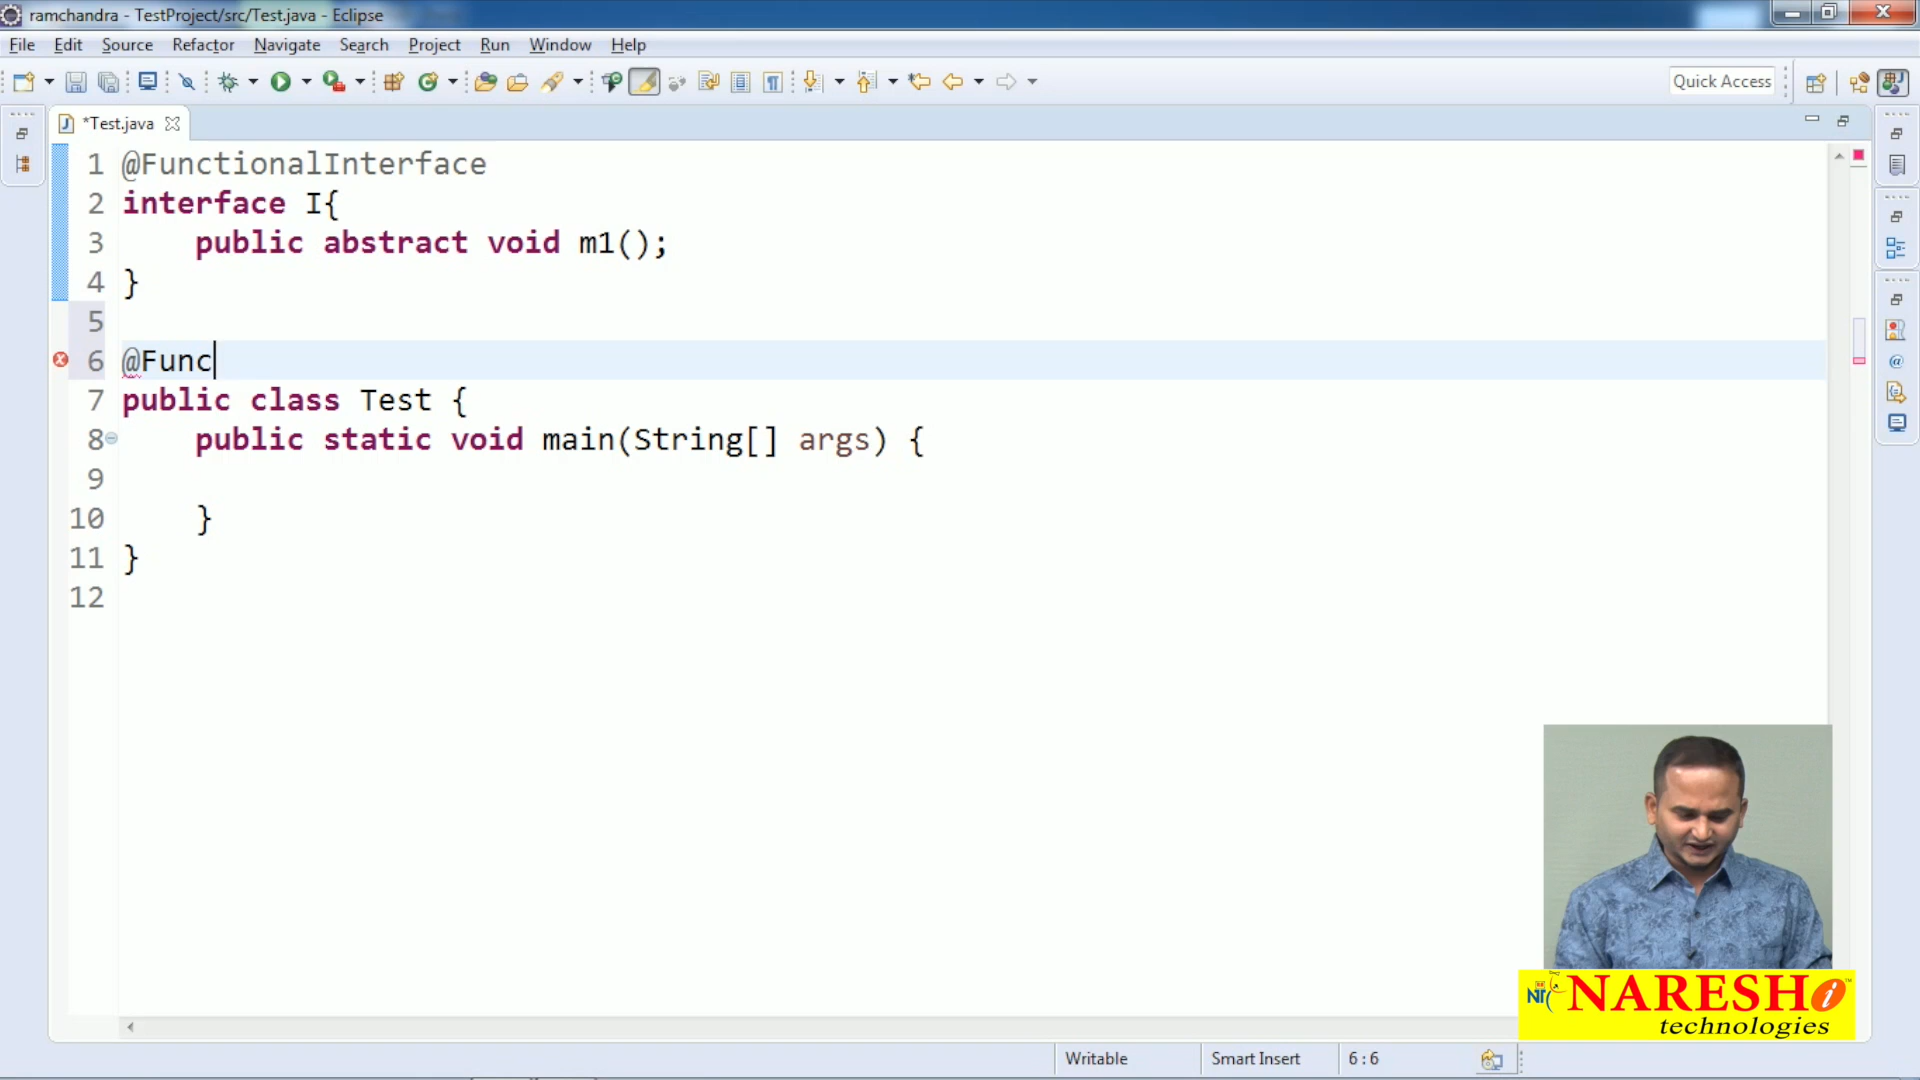 ramchandra - TestProject/src/Test.java - Eclipse
File Edit Source Refactor Navigate Search Project Run Window Help
Quick Access
*Test.java
1 @FunctionalInterface
2 interface I{
3 public abstract void m1();
4 }
5
6 @Func
7 public class Test {
8 public static void main(String[] args) {
9
10 }
11 }
12
NT NARESH i
technologies
Writable Smart Insert 6 : 6